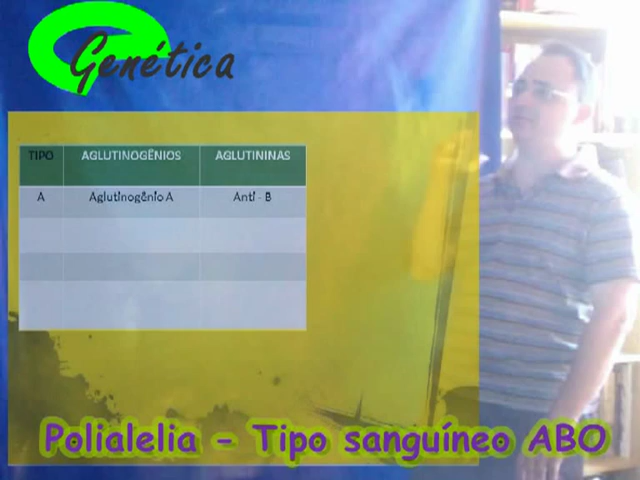 Genética
TIPO AGLUTINOGÊNIOS AGLUTININAS
A Aglutinogênio A Anti - B
Polialelia - Tipo sanguíneo ABO